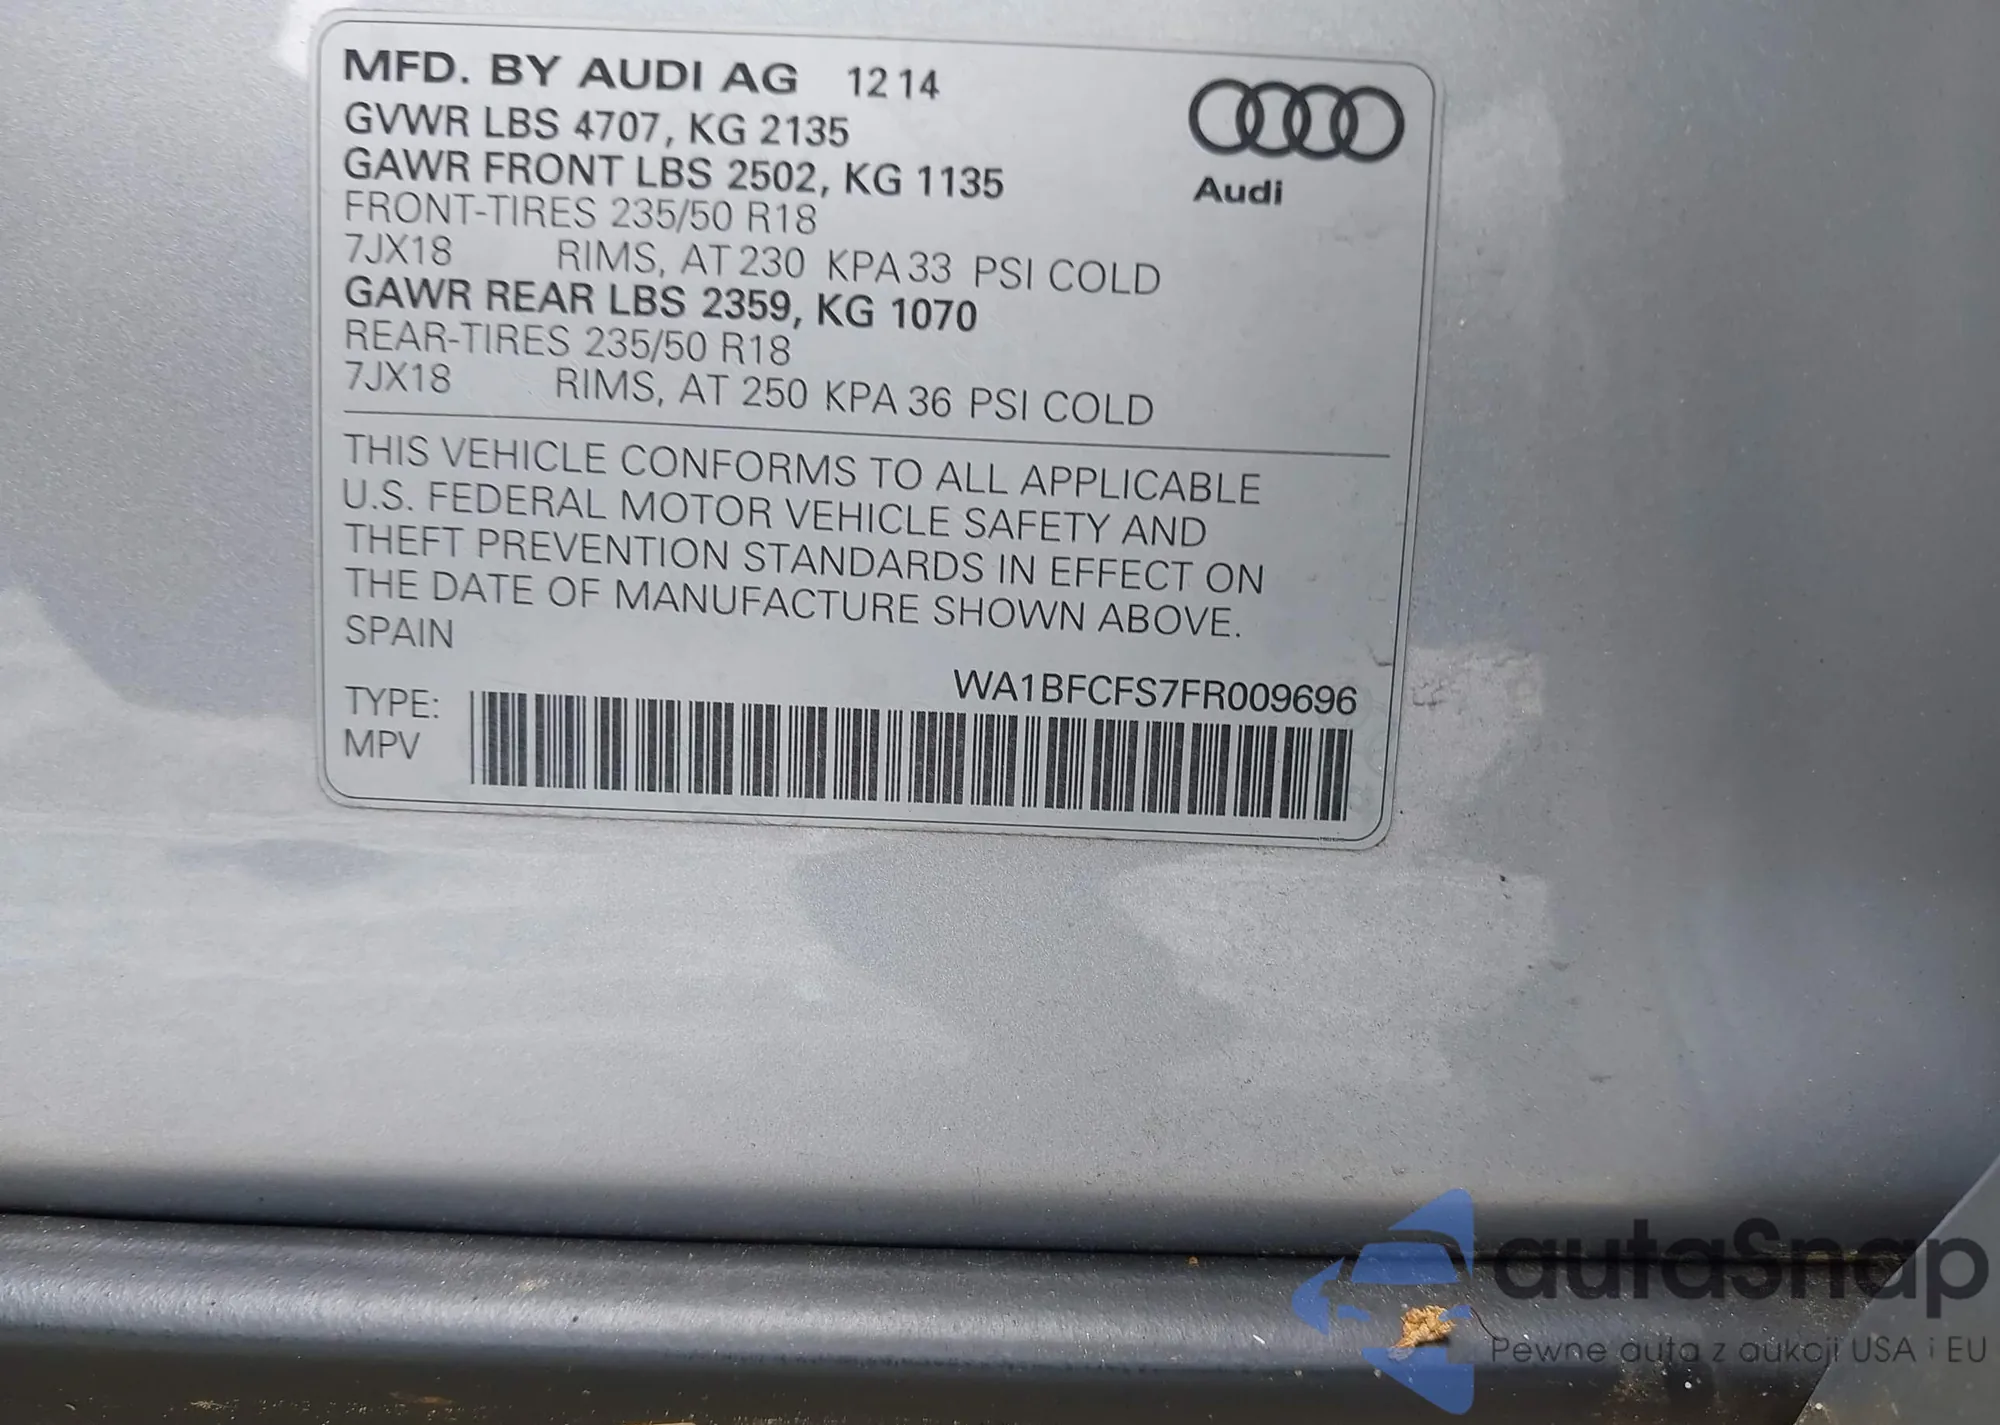 MFD. BY AUDI AG 12 14
GVWR LBS 4707, KG 2135
GAWR FRONT LBS 2502, KG 1135
FRONT-TIRES 235/50 R18
7JX18 RIMS, AT 230 KPA 33 PSI COLD
GAWR REAR LBS 2359, KG 1070
REAR-TIRES 235/50 R18
7JX18 RIMS, AT 250 KPA 36 PSI COLD
Audi
THIS VEHICLE CONFORMS TO ALL APPLICABLE
U.S. FEDERAL MOTOR VEHICLE SAFETY AND
THEFT PREVENTION STANDARDS IN EFFECT ON
THE DATE OF MANUFACTURE SHOWN ABOVE.
SPAIN
WA1BFCFS7FR009696
TYPE:
MPV
autaSnap
Pewne auta z aukcji USA i EU